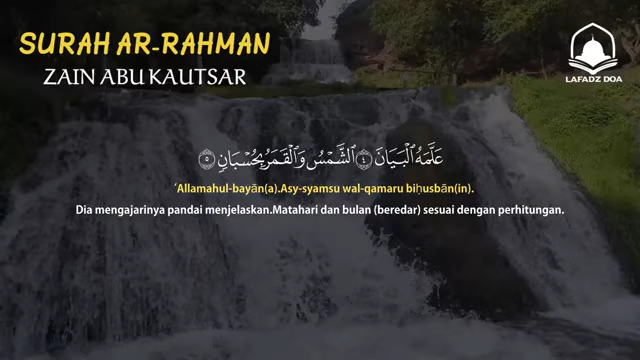 SURAH AR-RAHMAN
ZAIN ABU KAUTSAR
LAFADZ DOA
عَلَّمَهُ الْبَيَانَ ٤ اَلشَّمْسُ وَالْقَمَرُ بِحُسْبَانٍ ٥
‘Allamahul-bayān(a).Asy-syamsu wal-qamaru biḥusbān(in).
Dia mengajarinya pandai menjelaskan.Matahari dan bulan (beredar) sesuai dengan perhitungan.